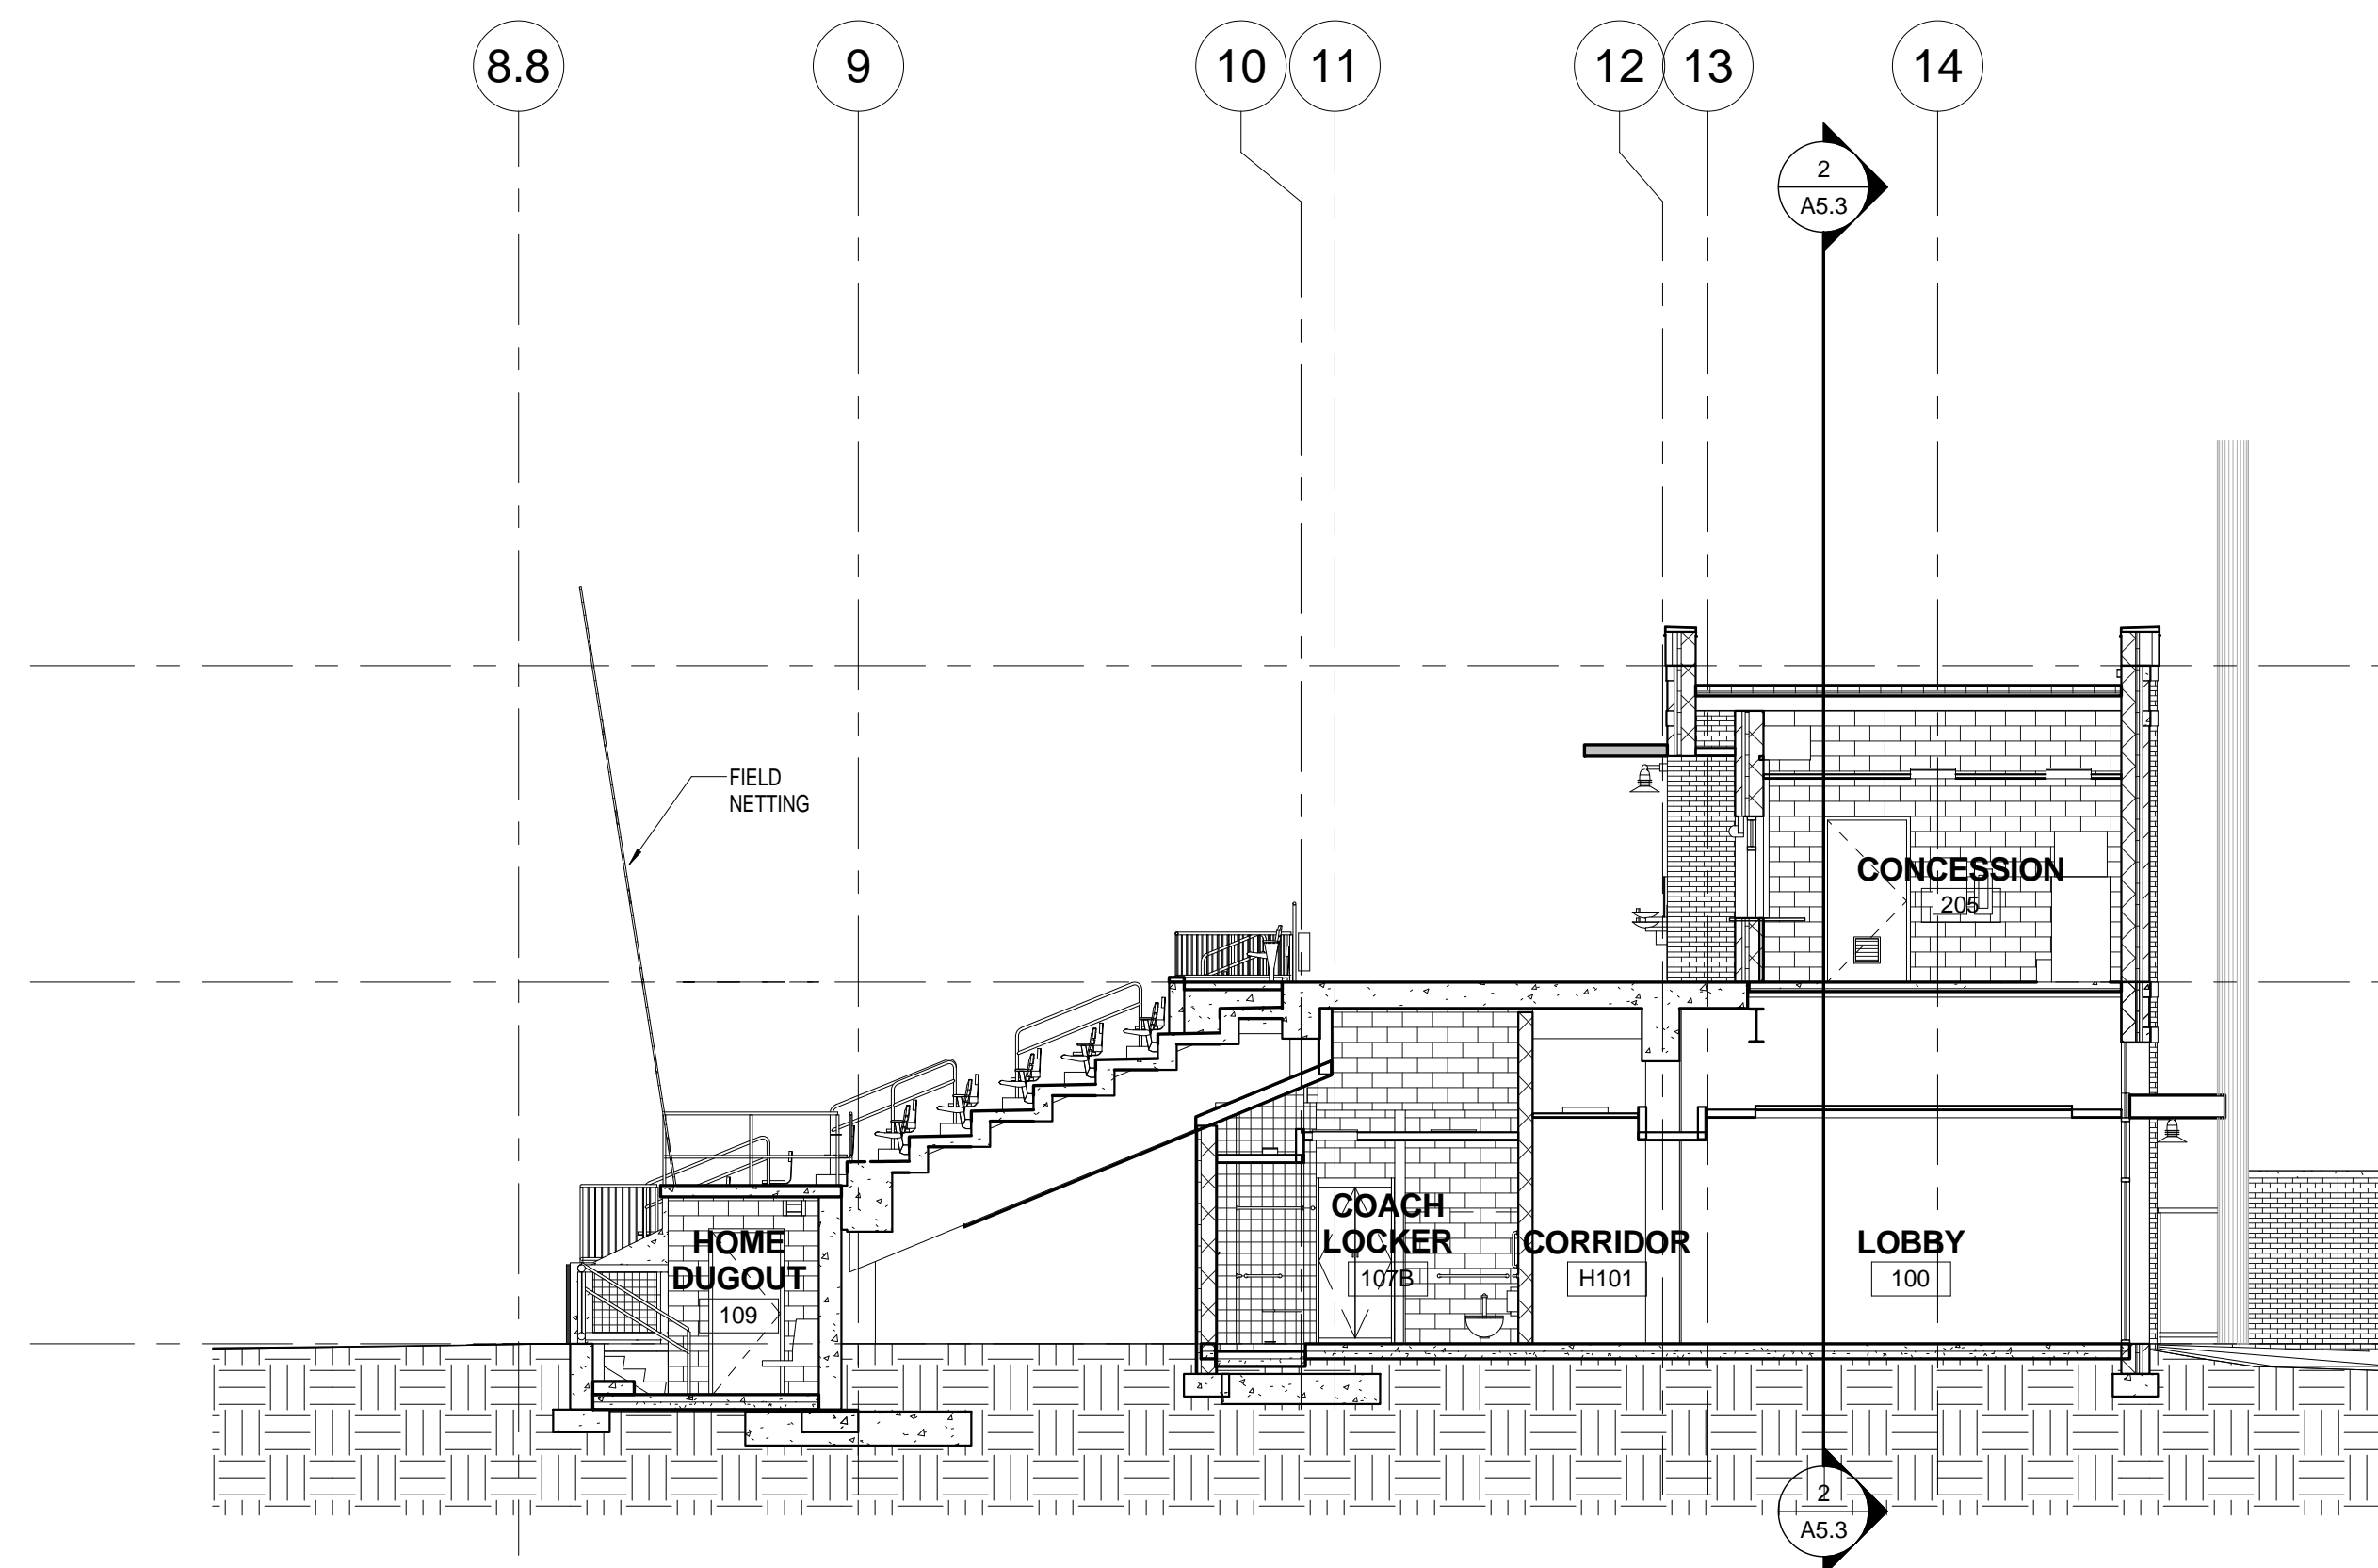 8.8
9
10
11
12
13
14
2
A5.3
FIELD
NETTING
CONCESSION
205
COACH
LOCKER
107B
HOME
DUGOUT
109
CORRIDOR
H101
LOBBY
100
2
A5.3